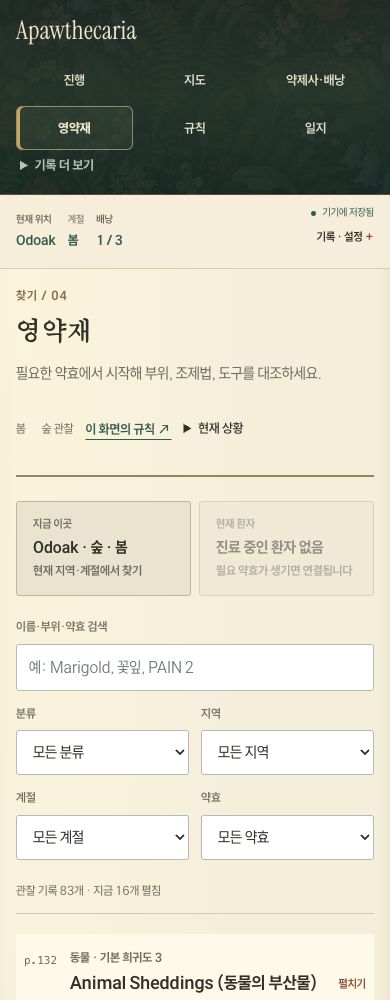 Apawthecaria
진행 지도 약제사·배낭
영약재 규칙 일지
▶ 기록 더 보기
현재 위치 계절 배낭
Odoak 봄 1 / 3
● 기기에 저장됨
기록 · 설정 +
찾기 / 04
영약재
필요한 약효에서 시작해 부위, 조제법, 도구를 대조하세요.
봄 숲 관찰 이 화면의 규칙 ↗ ▶ 현재 상황
지금 이곳
Odoak · 숲 · 봄
현재 지역·계절에서 찾기
현재 환자
진료 중인 환자 없음
필요 약효가 생기면 연결됩니다
이름·부위·약효 검색
예: Marigold, 꽃잎, PAIN 2
분류 지역
모든 분류 모든 지역
계절 약효
모든 계절 모든 약효
관찰 기록 83개 · 지금 16개 펼침
p.132 동물 · 기본 희귀도 3
Animal Sheddings (동물의 부산물) 펼치기